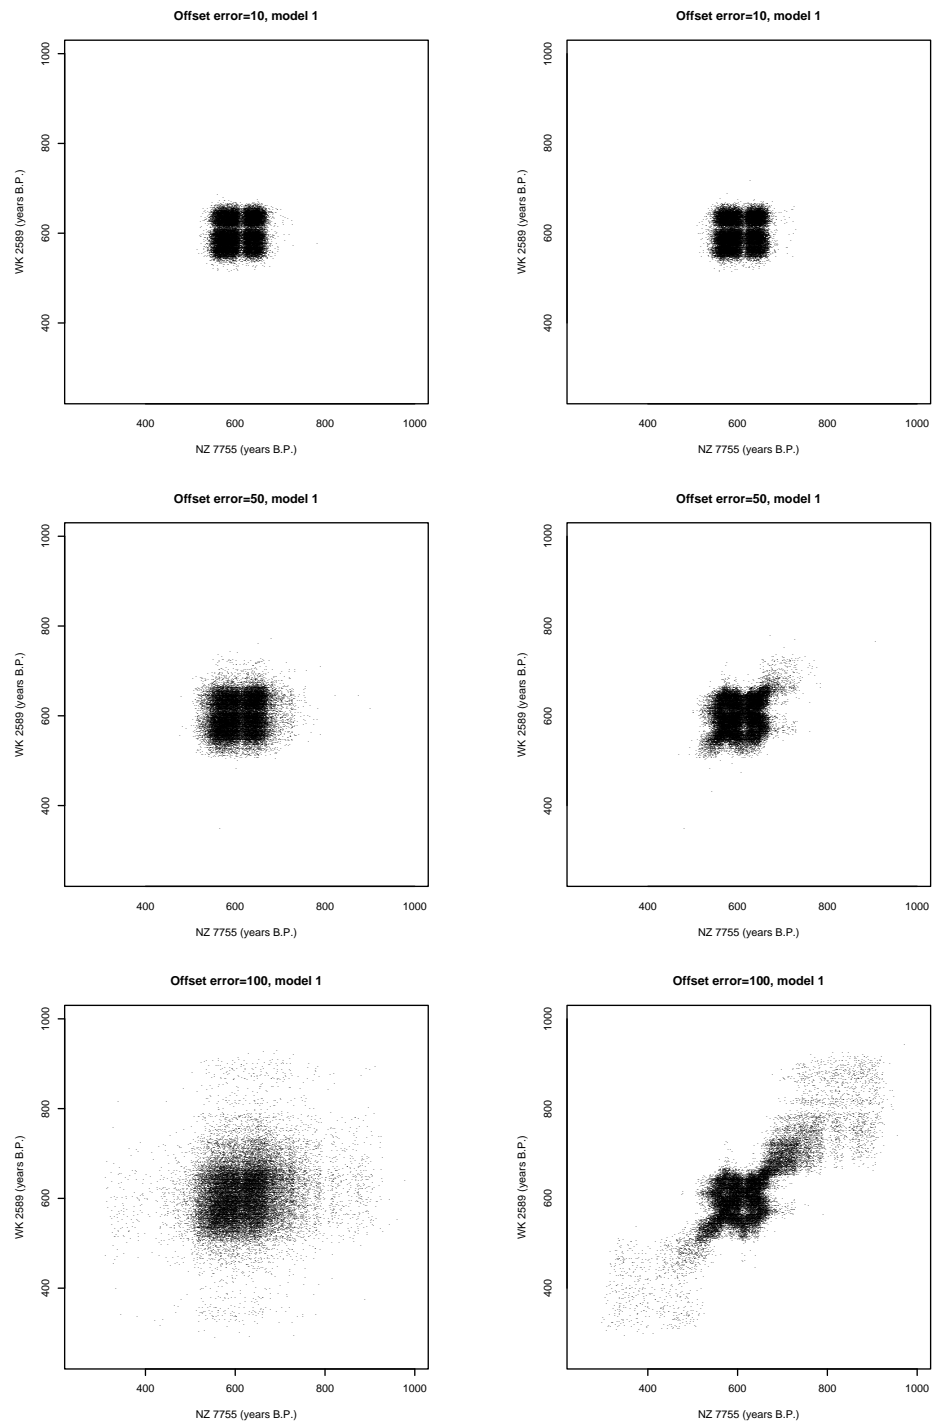 Offset error=10, model 1
1000
800
600
400
WK 2589 (years B.P.)
400 600 800 1000
NZ 7755 (years B.P.)
Offset error=10, model 1
1000
800
600
400
WK 2589 (years B.P.)
400 600 800 1000
NZ 7755 (years B.P.)
Offset error=50, model 1
1000
800
600
400
WK 2589 (years B.P.)
400 600 800 1000
NZ 7755 (years B.P.)
Offset error=50, model 1
1000
800
600
400
WK 2589 (years B.P.)
400 600 800 1000
NZ 7755 (years B.P.)
Offset error=100, model 1
1000
800
600
400
WK 2589 (years B.P.)
400 600 800 1000
NZ 7755 (years B.P.)
Offset error=100, model 1
1000
800
600
400
WK 2589 (years B.P.)
400 600 800 1000
NZ 7755 (years B.P.)